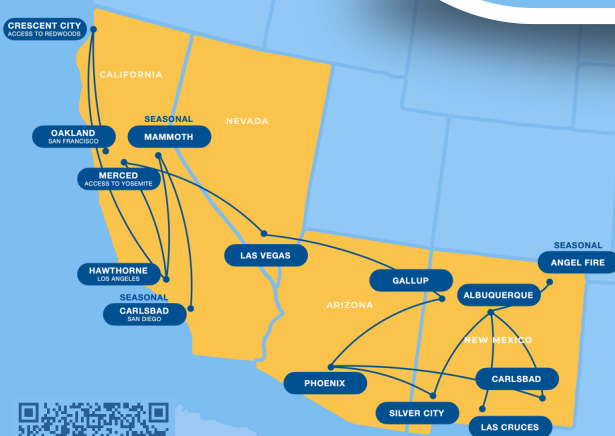 CRESCENT CITY
ACCESS TO REDWOODS
CALIFORNIA
NEVADA
SEASONAL
MAMMOTH
OAKLAND
SAN FRANCISCO
MERCED
ACCESS TO YOSEMITE
LAS VEGAS
HAWTHORNE
LOS ANGELES
SEASONAL
CARLSBAD
SAN DIEGO
SEASONAL
ANGEL FIRE
GALLUP
ALBUQUERQUE
ARIZONA
NEW MEXICO
PHOENIX
CARLSBAD
SILVER CITY
LAS CRUCES